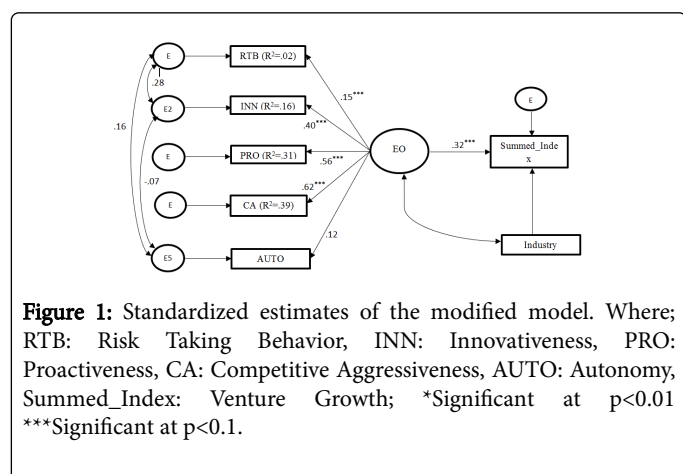 E
RTB (R²=.02)
.28
.15***
E2
INN (R²=.16)
.16
.40***
E
PRO (R²=.31)
.56***
EO
.32***
E
Summed_Inde
x
-.07
.62***
E
CA (R²=.39)
.12
E5
AUTO
Industry
Figure 1: Standardized estimates of the modified model. Where;
RTB: Risk Taking Behavior, INN: Innovativeness, PRO:
Proactiveness, CA: Competitive Aggressiveness, AUTO: Autonomy,
Summed_Index: Venture Growth; *Significant at p<0.01
***Significant at p<0.1.